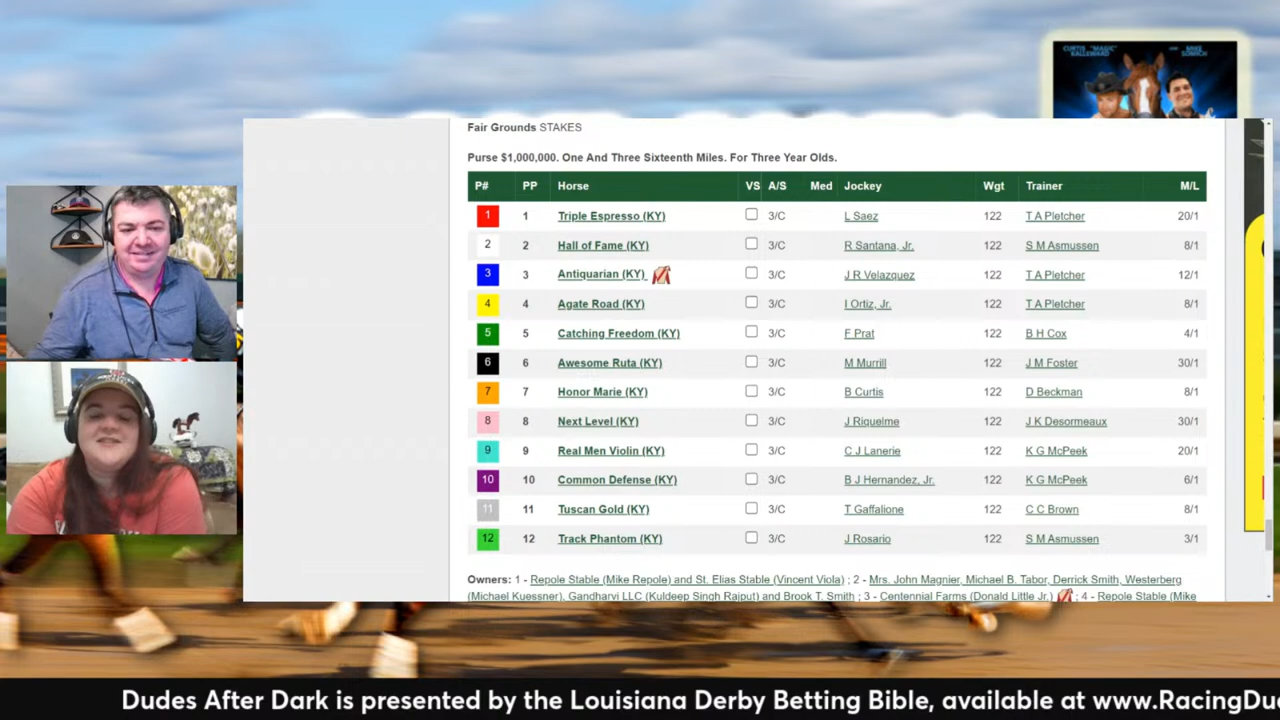 CURTIS "MAGIC" KALLEWARD AND MIKE SOMICH
Fair Grounds STAKES
Purse $1,000,000. One And Three Sixteenth Miles. For Three Year Olds.
P# PP Horse VS A/S Med Jockey Wgt Trainer M/L
1 1 Triple Espresso (KY) 3/C L Saez 122 T A Pletcher 20/1
2 2 Hall of Fame (KY) 3/C R Santana, Jr. 122 S M Asmussen 8/1
3 3 Antiquarian (KY) 3/C J R Velazquez 122 T A Pletcher 12/1
4 4 Agate Road (KY) 3/C I Ortiz, Jr. 122 T A Pletcher 8/1
5 5 Catching Freedom (KY) 3/C F Prat 122 B H Cox 4/1
6 6 Awesome Ruta (KY) 3/C M Murrill 122 J M Foster 30/1
7 7 Honor Marie (KY) 3/C B Curtis 122 D Beckman 8/1
8 8 Next Level (KY) 3/C J Riquelme 122 J K Desormeaux 30/1
9 9 Real Men Violin (KY) 3/C C J Lanerie 122 K G McPeek 20/1
10 10 Common Defense (KY) 3/C B J Hernandez, Jr. 122 K G McPeek 6/1
11 11 Tuscan Gold (KY) 3/C T Gaffalione 122 C C Brown 8/1
12 12 Track Phantom (KY) 3/C J Rosario 122 S M Asmussen 3/1
Owners: 1 - Repole Stable (Mike Repole) and St. Elias Stable (Vincent Viola) ; 2 - Mrs. John Magnier, Michael B. Tabor, Derrick Smith, Westerberg
(Michael Kuessner), Gandharvi LLC (Kuldeep Singh Rajput) and Brook T. Smith ; 3 - Centennial Farms (Donald Little Jr.) ; 4 - Repole Stable (Mike
Dudes After Dark is presented by the Louisiana Derby Betting Bible, available at www.RacingDu